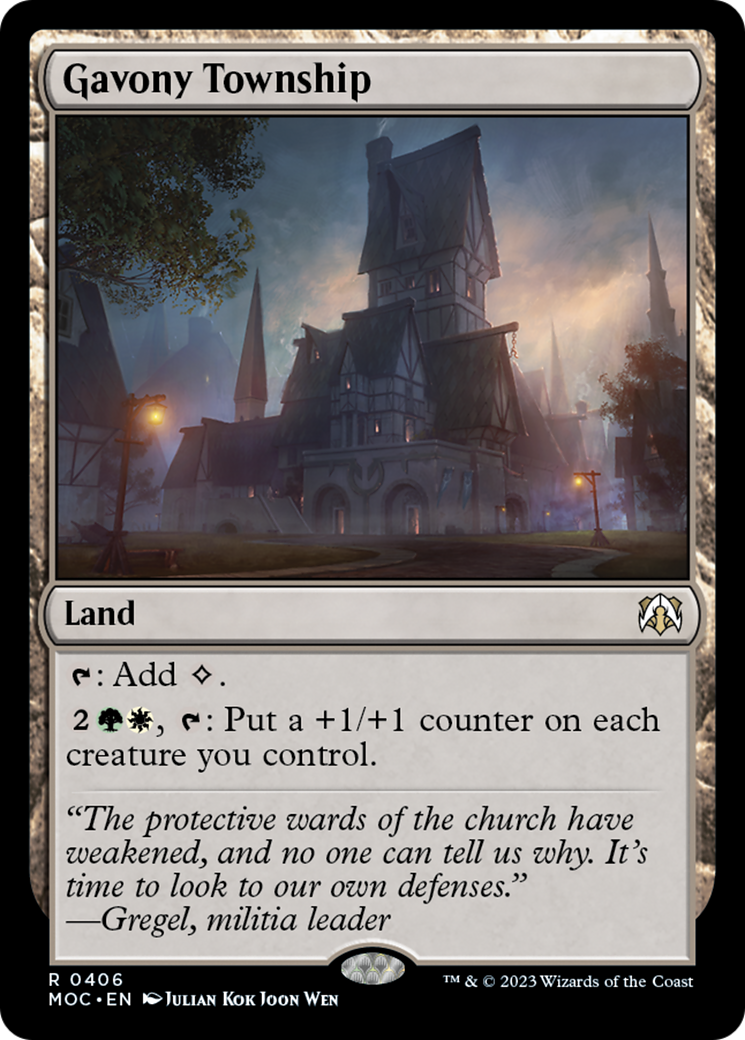 Gavony Township
Land
: Add .
2, : Put a +1/+1 counter on each
creature you control.
“The protective wards of the church have
weakened, and no one can tell us why. It’s
time to look to our own defenses.”
—Gregel, militia leader
R 0406
MOC • EN Julian Kok Joon Wen
™ & © 2023 Wizards of the Coast